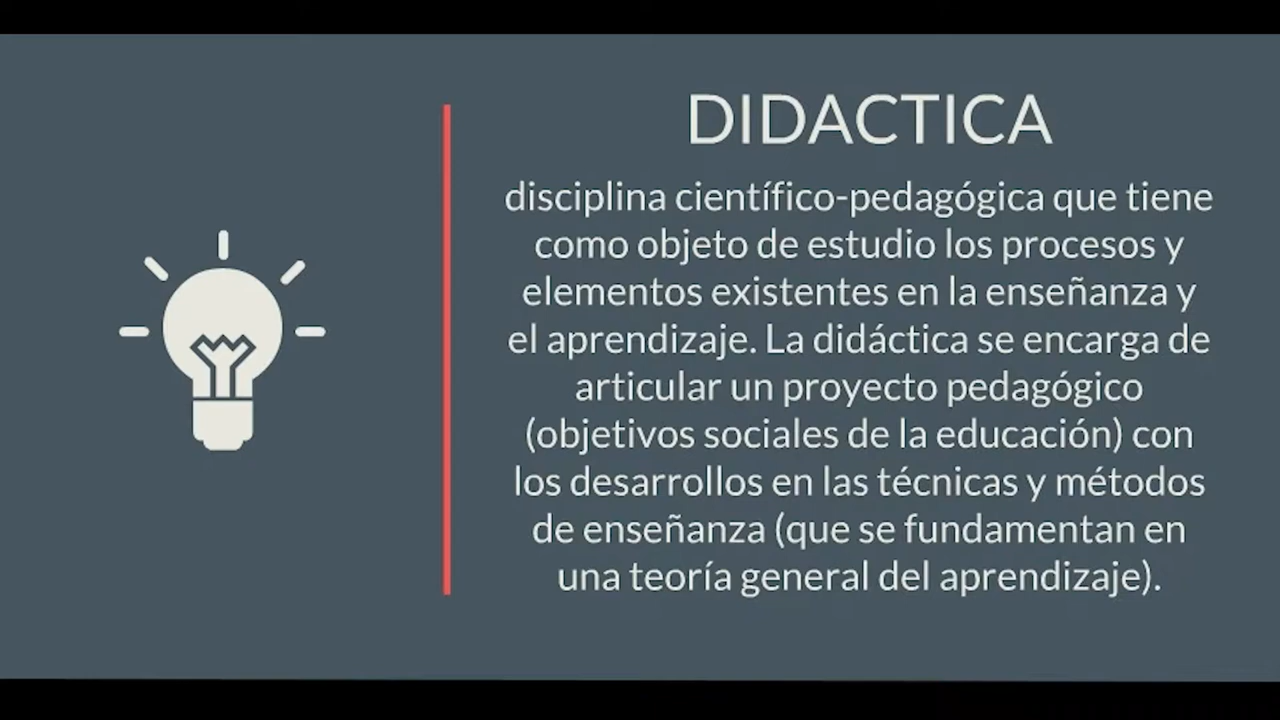 DIDACTICA
disciplina científico-pedagógica que tiene
como objeto de estudio los procesos y
elementos existentes en la enseñanza y
el aprendizaje. La didáctica se encarga de
articular un proyecto pedagógico
(objetivos sociales de la educación) con
los desarrollos en las técnicas y métodos
de enseñanza (que se fundamentan en
una teoría general del aprendizaje).